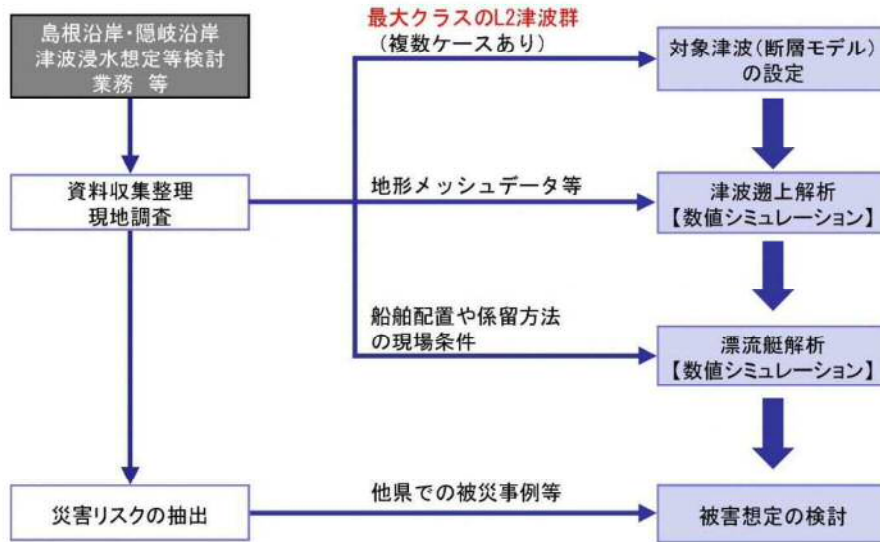 島根沿岸・隠岐沿岸
津波浸水想定等検討
業務 等
最大クラスのL2津波群
(複数ケースあり)
対象津波(断層モデル)
の設定
資料収集整理
現地調査
地形メッシュデータ等
津波遡上解析
【数値シミュレーション】
船舶配置や係留方法
の現場条件
漂流艇解析
【数値シミュレーション】
災害リスクの抽出
他県での被災事例等
被害想定の検討